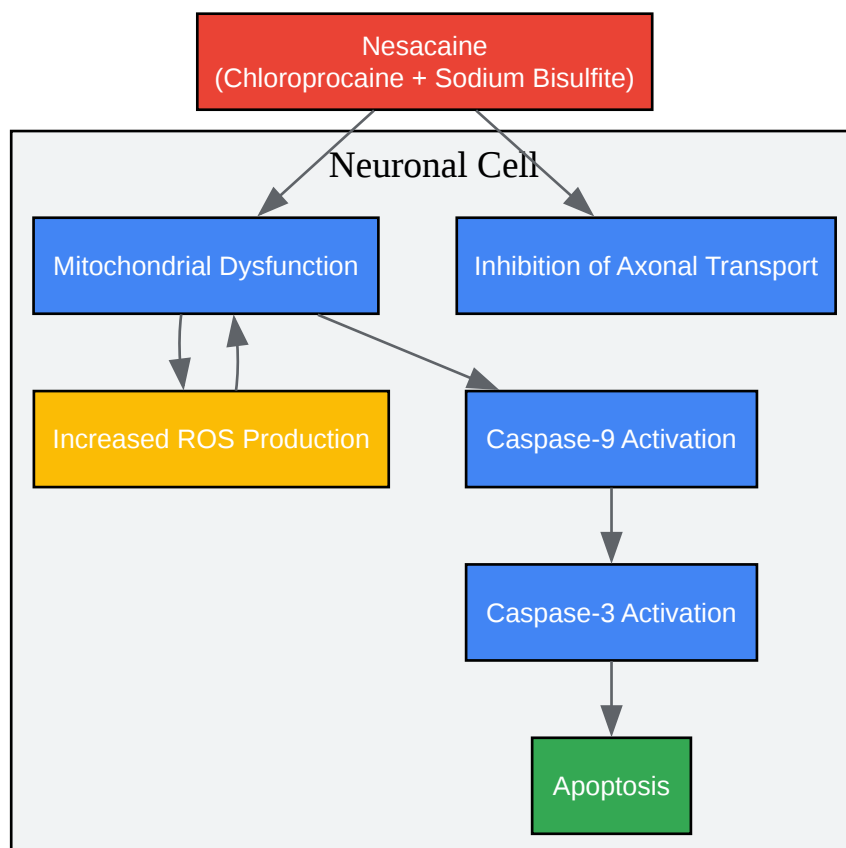 Nesacaine
(Chloroprocaine + Sodium Bisulfite)
Neuronal Cell
Mitochondrial Dysfunction
Inhibition of Axonal Transport
Increased ROS Production
Caspase-9 Activation
Caspase-3 Activation
Apoptosis